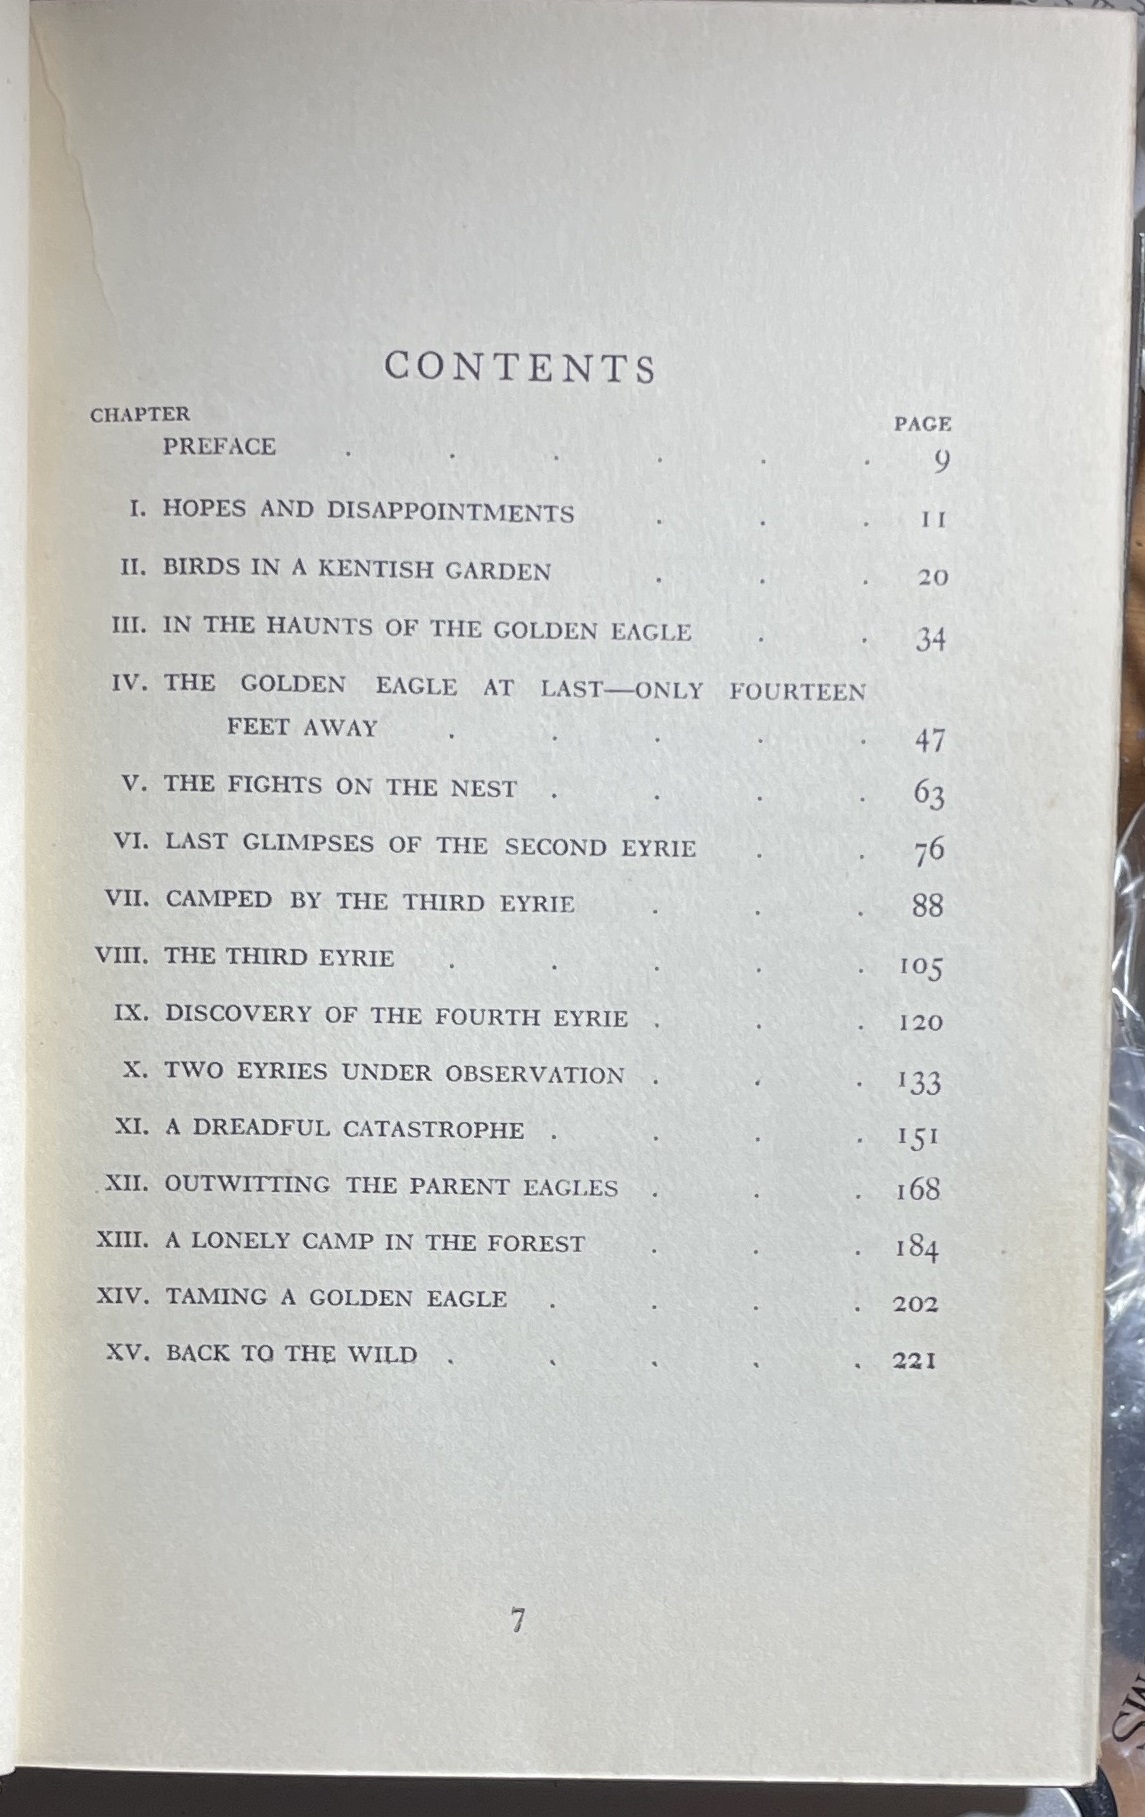 CONTENTS
CHAPTER PAGE
PREFACE . . . . . . 9
I. HOPES AND DISAPPOINTMENTS . . . 11
II. BIRDS IN A KENTISH GARDEN . . . 20
III. IN THE HAUNTS OF THE GOLDEN EAGLE . . 34
IV. THE GOLDEN EAGLE AT LAST—ONLY FOURTEEN
FEET AWAY . . . . . 47
V. THE FIGHTS ON THE NEST . . . . 63
VI. LAST GLIMPSES OF THE SECOND EYRIE . . 76
VII. CAMPED BY THE THIRD EYRIE . . . 88
VIII. THE THIRD EYRIE . . . . . 105
IX. DISCOVERY OF THE FOURTH EYRIE . . . 120
X. TWO EYRIES UNDER OBSERVATION . . . 133
XI. A DREADFUL CATASTROPHE . . . . 151
XII. OUTWITTING THE PARENT EAGLES . . . 168
XIII. A LONELY CAMP IN THE FOREST . . . 184
XIV. TAMING A GOLDEN EAGLE . . . . 202
XV. BACK TO THE WILD . . . . . 221
7